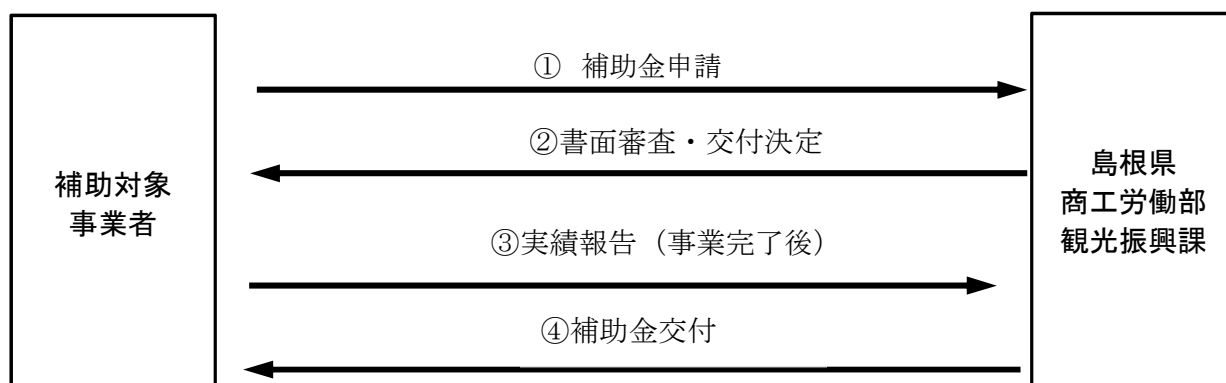 ① 補助金申請
②書面審査・交付決定
補助対象
事業者
島根県
商工労働部
観光振興課
③実績報告（事業完了後）
④補助金交付